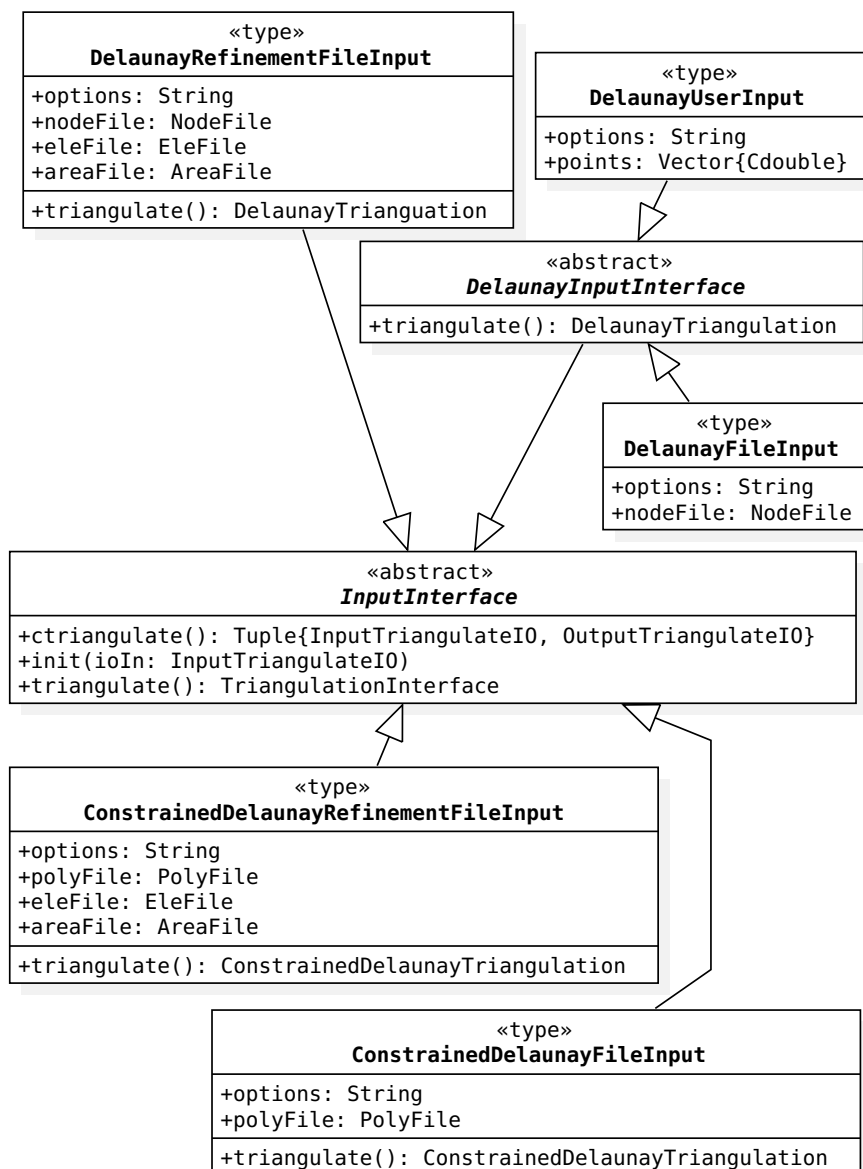 «type»
DelaunayRefinementFileInput
+options: String
+nodeFile: NodeFile
+eleFile: EleFile
+areaFile: AreaFile
+triangulate(): DelaunayTrianguation
«type»
DelaunayUserInput
+options: String
+points: Vector{Cdouble}
«abstract»
DelaunayInputInterface
+triangulate(): DelaunayTriangulation
«type»
DelaunayFileInput
+options: String
+nodeFile: NodeFile
«abstract»
InputInterface
+ctriangulate(): Tuple{InputTriangulateIO, OutputTriangulateIO}
+init(ioIn: InputTriangulateIO)
+triangulate(): TriangulationInterface
«type»
ConstrainedDelaunayRefinementFileInput
+options: String
+polyFile: PolyFile
+eleFile: EleFile
+areaFile: AreaFile
+triangulate(): ConstrainedDelaunayTriangulation
«type»
ConstrainedDelaunayFileInput
+options: String
+polyFile: PolyFile
+triangulate(): ConstrainedDelaunayTriangulation